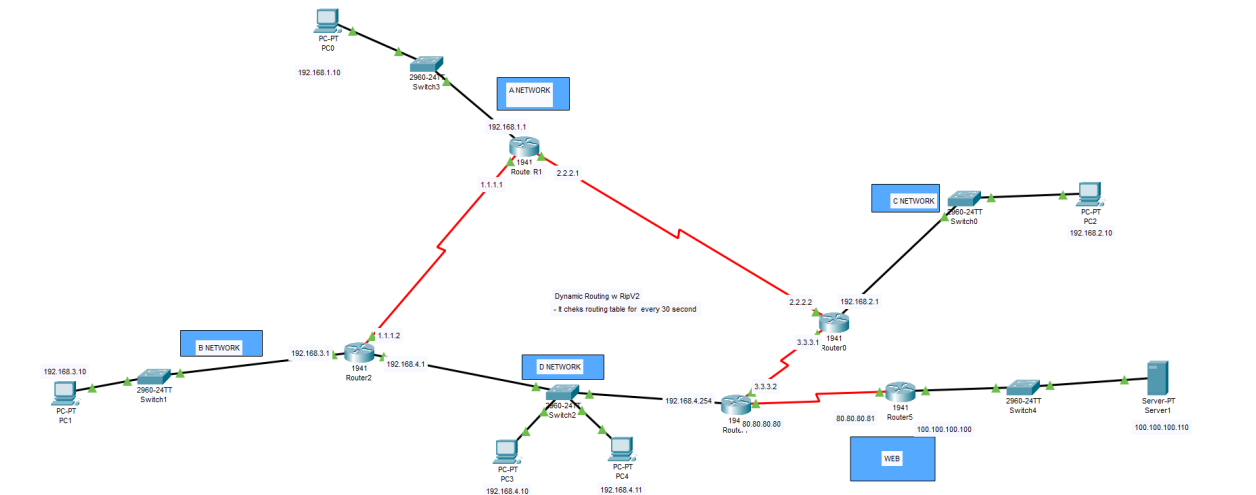 PC-PT
PC0
192.168.1.10
2960-24TT
Switch3
A NETWORK
192.168.1.1
1941
Route R1
1.1.1.1
2.2.2.1
C NETWORK
2960-24TT
Switch0
PC-PT
PC2
192.168.2.10
Dynamic Routing w RipV2
- It cheks routing table for every 30 second
2.2.2.2
192.168.2.1
3.3.3.1
1941
Router0
B NETWORK
1.1.1.2
192.168.3.1
192.168.4.1
1941
Router2
192.168.3.10
2960-24TT
Switch1
PC-PT
PC1
D NETWORK
2960-24TT
Switch2
192.168.4.254
3.3.3.2
80.80.80.80
80.80.80.81
1941
Router5
100.100.100.100
2960-24TT
Switch4
Server-PT
Server1
100.100.100.110
WEB
PC-PT
PC3
192.168.4.10
PC-PT
PC4
192.168.4.11